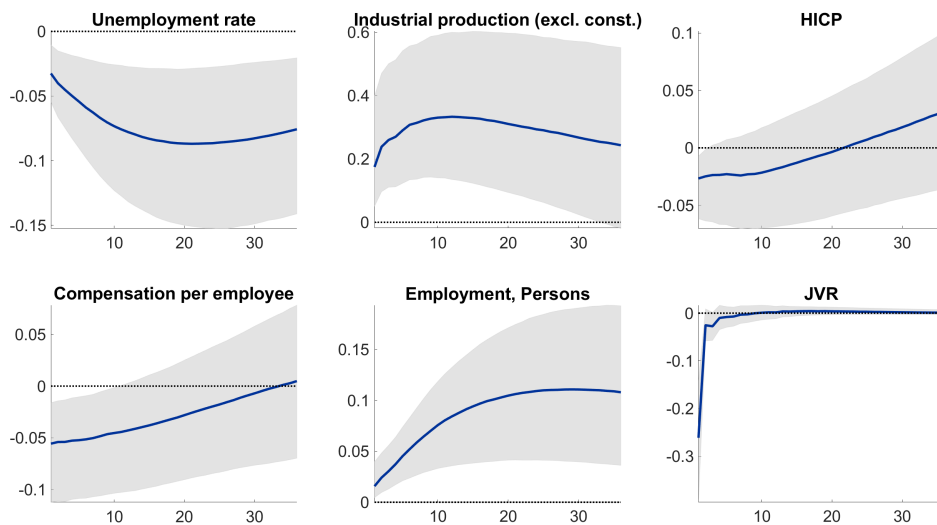 Unemployment rate
0
-0.05
-0.1
-0.15
10 20 30
Industrial production (excl. const.)
0.6
0.4
0.2
0
10 20 30
HICP
0.1
0.05
0
-0.05
10 20 30
Compensation per employee
0.05
0
-0.05
-0.1
10 20 30
Employment, Persons
0.15
0.1
0.05
0
10 20 30
JVR
0
-0.1
-0.2
-0.3
10 20 30